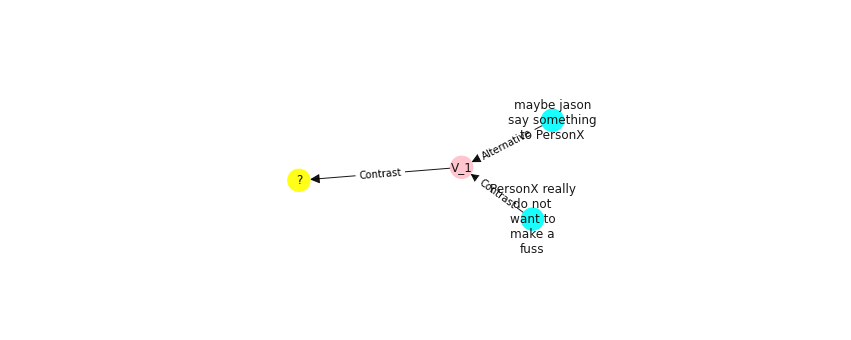 maybe jason
say something
to PersonX
Alternative
V_1
Contrast
?
Contrast
PersonX really
do not
want to
make a
fuss